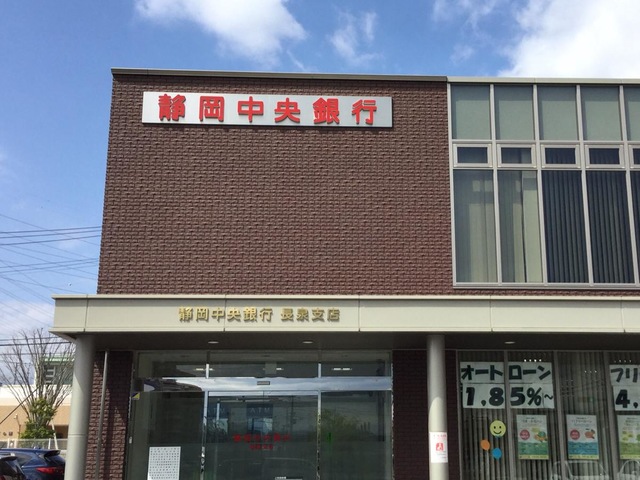 静岡中央銀行
静岡中央銀行 長泉支店
オートローン
1.85%~
フリ
4.